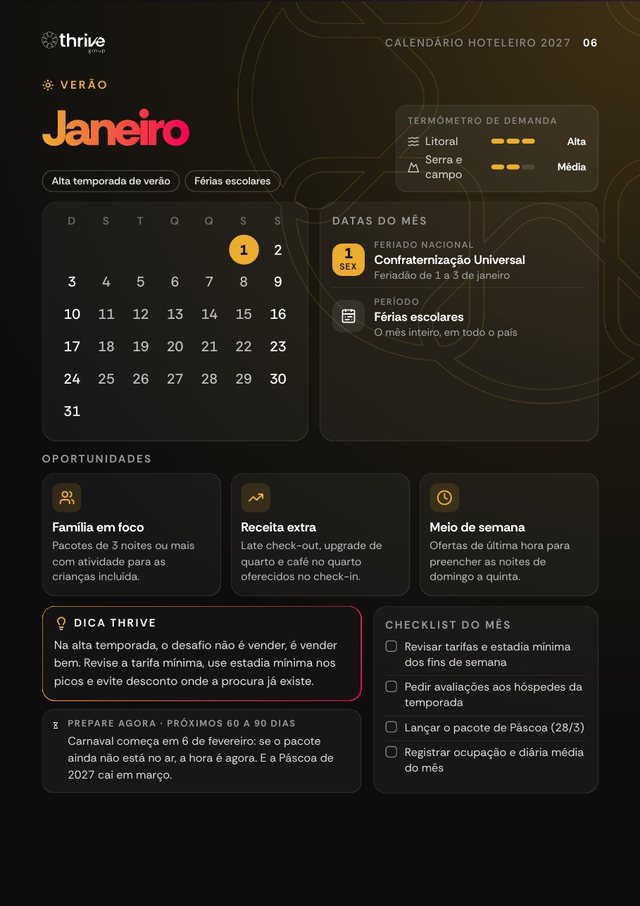 thrive
group
CALENDÁRIO HOTELEIRO 2027 06
VERÃO
Janeiro
TERMÔMETRO DE DEMANDA
Litoral Alta
Serra e
campo
Média
Alta temporada de verão
Férias escolares
D S T Q Q S S
1 2
3 4 5 6 7 8 9
10 11 12 13 14 15 16
17 18 19 20 21 22 23
24 25 26 27 28 29 30
31
DATAS DO MÊS
1
SEX
FERIADO NACIONAL
Confraternização Universal
Feriadão de 1 a 3 de janeiro
PERÍODO
Férias escolares
O mês inteiro, em todo o país
OPORTUNIDADES
Família em foco
Pacotes de 3 noites ou mais
com atividade para as
crianças incluída.
Receita extra
Late check-out, upgrade de
quarto e café no quarto
oferecidos no check-in.
Meio de semana
Ofertas de última hora para
preencher as noites de
domingo a quinta.
DICA THRIVE
Na alta temporada, o desafio não é vender, é vender
bem. Revise a tarifa mínima, use estadia mínima nos
picos e evite desconto onde a procura já existe.
PREPARE AGORA · PRÓXIMOS 60 A 90 DIAS
Carnaval começa em 6 de fevereiro: se o pacote
ainda não está no ar, a hora é agora. E a Páscoa de
2027 cai em março.
CHECKLIST DO MÊS
Revisar tarifas e estadia mínima
dos fins de semana
Pedir avaliações aos hóspedes da
temporada
Lançar o pacote de Páscoa (28/3)
Registrar ocupação e diária média
do mês